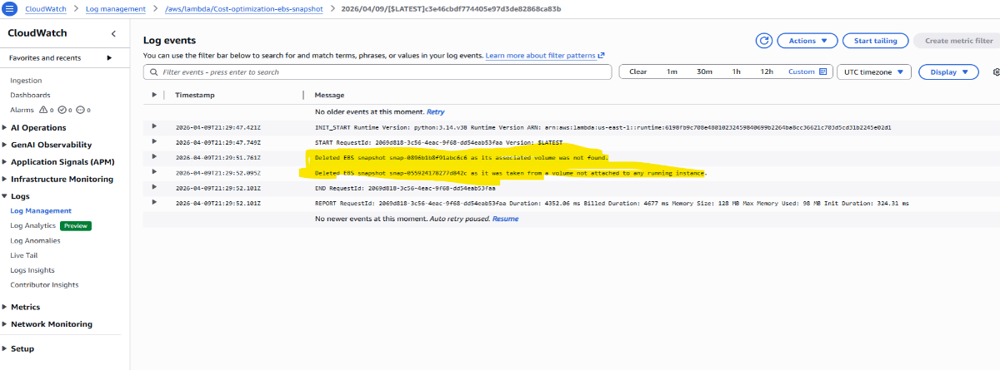 CloudWatch > Log management > /aws/lambda/Cost-optimization-ebs-snapshot > 2026/04/09/[$LATEST]c3e46cbdf774405e97d3de82868ca83b
CloudWatch
Favorites and recents
Ingestion
Dashboards
Alarms 0 0 0
AI Operations
GenAI Observability
Application Signals (APM)
Infrastructure Monitoring
Logs
Log Management
Log Analytics Preview
Log Anomalies
Live Tail
Logs Insights
Contributor Insights
Metrics
Network Monitoring
Setup
Log events
Actions
Start tailing
Create metric filter
You can use the filter bar below to search for and match terms, phrases, or values in your log events. Learn more about filter patterns
Filter events - press enter to search
Clear 1m 30m 1h 12h Custom
UTC timezone
Display
Timestamp Message
No older events at this moment. Retry
2026-04-09T21:29:47.421Z INIT_START Runtime Version: python:3.14.v38 Runtime Version ARN: arn:aws:lambda:us-east-1::runtime:6198fb9c708e48010232459840699b2264ba8cc36621c703d5cd31b2245e02d1
2026-04-09T21:29:47.749Z START RequestId: 2069d818-3c56-4eac-9f68-dd54eab53faa Version: $LATEST
2026-04-09T21:29:51.761Z Deleted EBS snapshot snap-0896b1b8f91abc6c6 as its associated volume was not found.
2026-04-09T21:29:52.095Z Deleted EBS snapshot snap-055924178277d842c as it was taken from a volume not attached to any running instance.
2026-04-09T21:29:52.101Z END RequestId: 2069d818-3c56-4eac-9f68-dd54eab53faa
2026-04-09T21:29:52.101Z REPORT RequestId: 2069d818-3c56-4eac-9f68-dd54eab53faa Duration: 4352.06 ms Billed Duration: 4677 ms Memory Size: 128 MB Max Memory Used: 98 MB Init Duration: 324.31 ms
No newer events at this moment. Auto retry paused. Resume